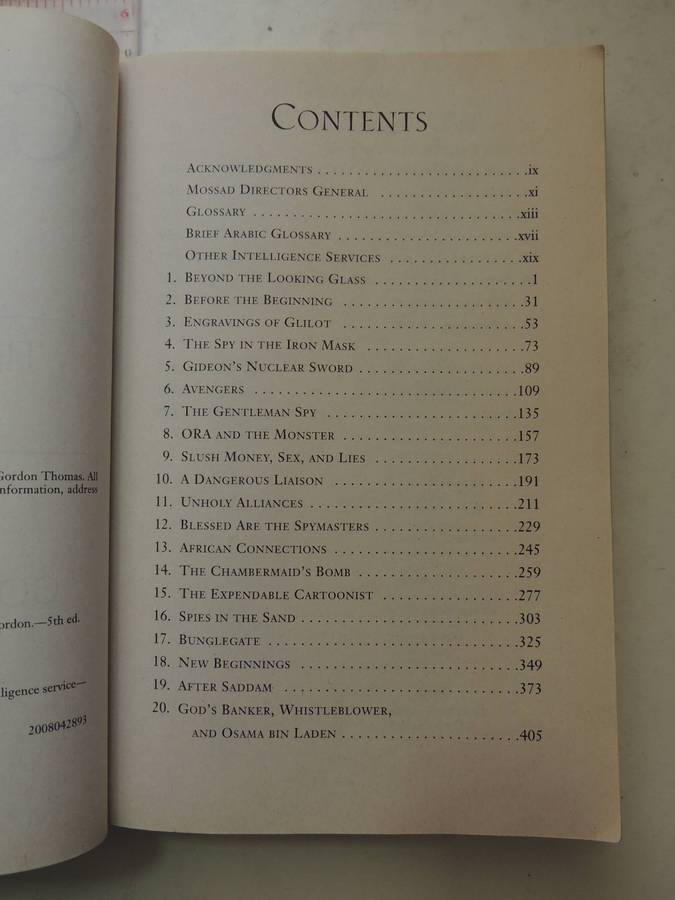 6
0
Gordon Thomas. All
nformation, address
ordon.—5th ed.
lligence service—
2008042893
CONTENTS
ACKNOWLEDGMENTS . . . . . . . . . . . . . . . . . . . . . . . . . . .ix
MOSSAD DIRECTORS GENERAL . . . . . . . . . . . . . . . . . . .xi
GLOSSARY . . . . . . . . . . . . . . . . . . . . . . . . . . . . . . . . . .xiii
BRIEF ARABIC GLOSSARY . . . . . . . . . . . . . . . . . . . . . . .xvii
OTHER INTELLIGENCE SERVICES . . . . . . . . . . . . . . . . .xix
1. BEYOND THE LOOKING GLASS . . . . . . . . . . . . . . . . . . . .1
2. BEFORE THE BEGINNING . . . . . . . . . . . . . . . . . . . . . . .31
3. ENGRAVINGS OF GLILOT . . . . . . . . . . . . . . . . . . . . . . .53
4. THE SPY IN THE IRON MASK . . . . . . . . . . . . . . . . . . . .73
5. GIDEON'S NUCLEAR SWORD . . . . . . . . . . . . . . . . . . . . .89
6. AVENGERS . . . . . . . . . . . . . . . . . . . . . . . . . . . . . . . . . .109
7. THE GENTLEMAN SPY . . . . . . . . . . . . . . . . . . . . . . . . .135
8. ORA AND THE MONSTER . . . . . . . . . . . . . . . . . . . . . . .157
9. SLUSH MONEY, SEX, AND LIES . . . . . . . . . . . . . . . . . . .173
10. A DANGEROUS LIAISON . . . . . . . . . . . . . . . . . . . . . . . .191
11. UNHOLY ALLIANCES . . . . . . . . . . . . . . . . . . . . . . . . . . .211
12. BLESSED ARE THE SPYMASTERS . . . . . . . . . . . . . . . . . . .229
13. AFRICAN CONNECTIONS . . . . . . . . . . . . . . . . . . . . . . . .245
14. THE CHAMBERMAID'S BOMB . . . . . . . . . . . . . . . . . . . . .259
15. THE EXPENDABLE CARTOONIST . . . . . . . . . . . . . . . . . .277
16. SPIES IN THE SAND . . . . . . . . . . . . . . . . . . . . . . . . . . . .303
17. BUNGLEGATE . . . . . . . . . . . . . . . . . . . . . . . . . . . . . . . .325
18. NEW BEGINNINGS . . . . . . . . . . . . . . . . . . . . . . . . . . . .349
19. AFTER SADDAM . . . . . . . . . . . . . . . . . . . . . . . . . . . . . .373
20. GOD'S BANKER, WHISTLEBLOWER,
AND OSAMA BIN LADEN . . . . . . . . . . . . . . . . . . . . . . .405